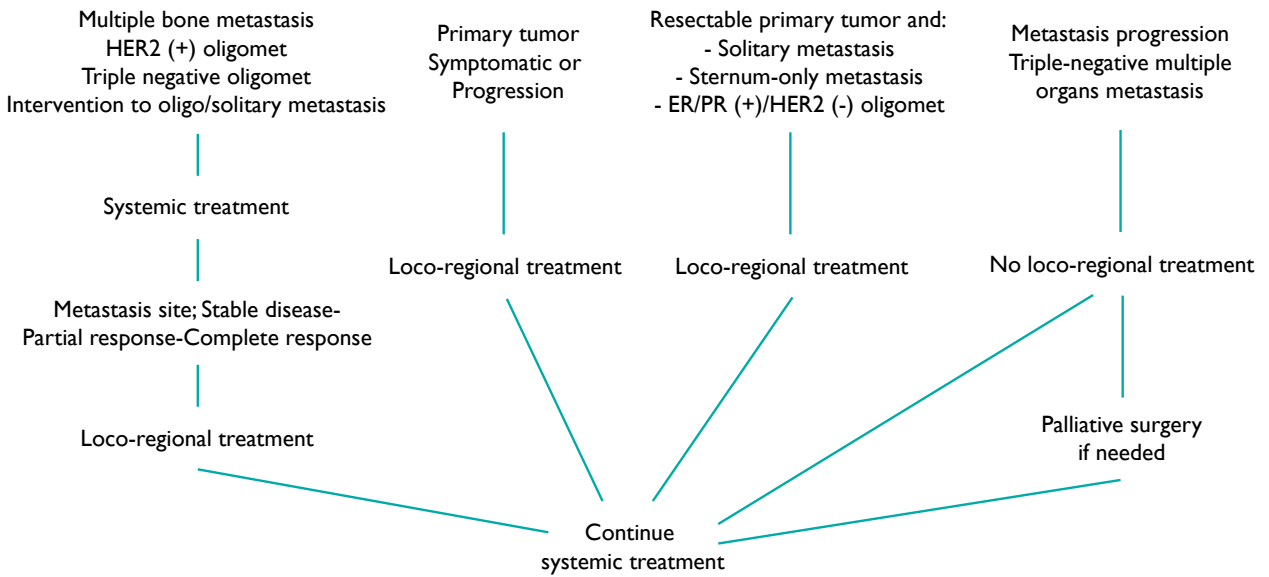 Multiple bone metastasis
HER2 (+) oligomet
Triple negative oligomet
Intervention to oligo/solitary metastasis
Systemic treatment
Metastasis site; Stable disease-
Partial response-Complete response
Loco-regional treatment
Primary tumor
Symptomatic or
Progression
Loco-regional treatment
Resectable primary tumor and:
- Solitary metastasis
- Sternum-only metastasis
- ER/PR (+)/HER2 (-) oligomet
Loco-regional treatment
Metastasis progression
Triple-negative multiple
organs metastasis
No loco-regional treatment
Palliative surgery
if needed
Continue
systemic treatment